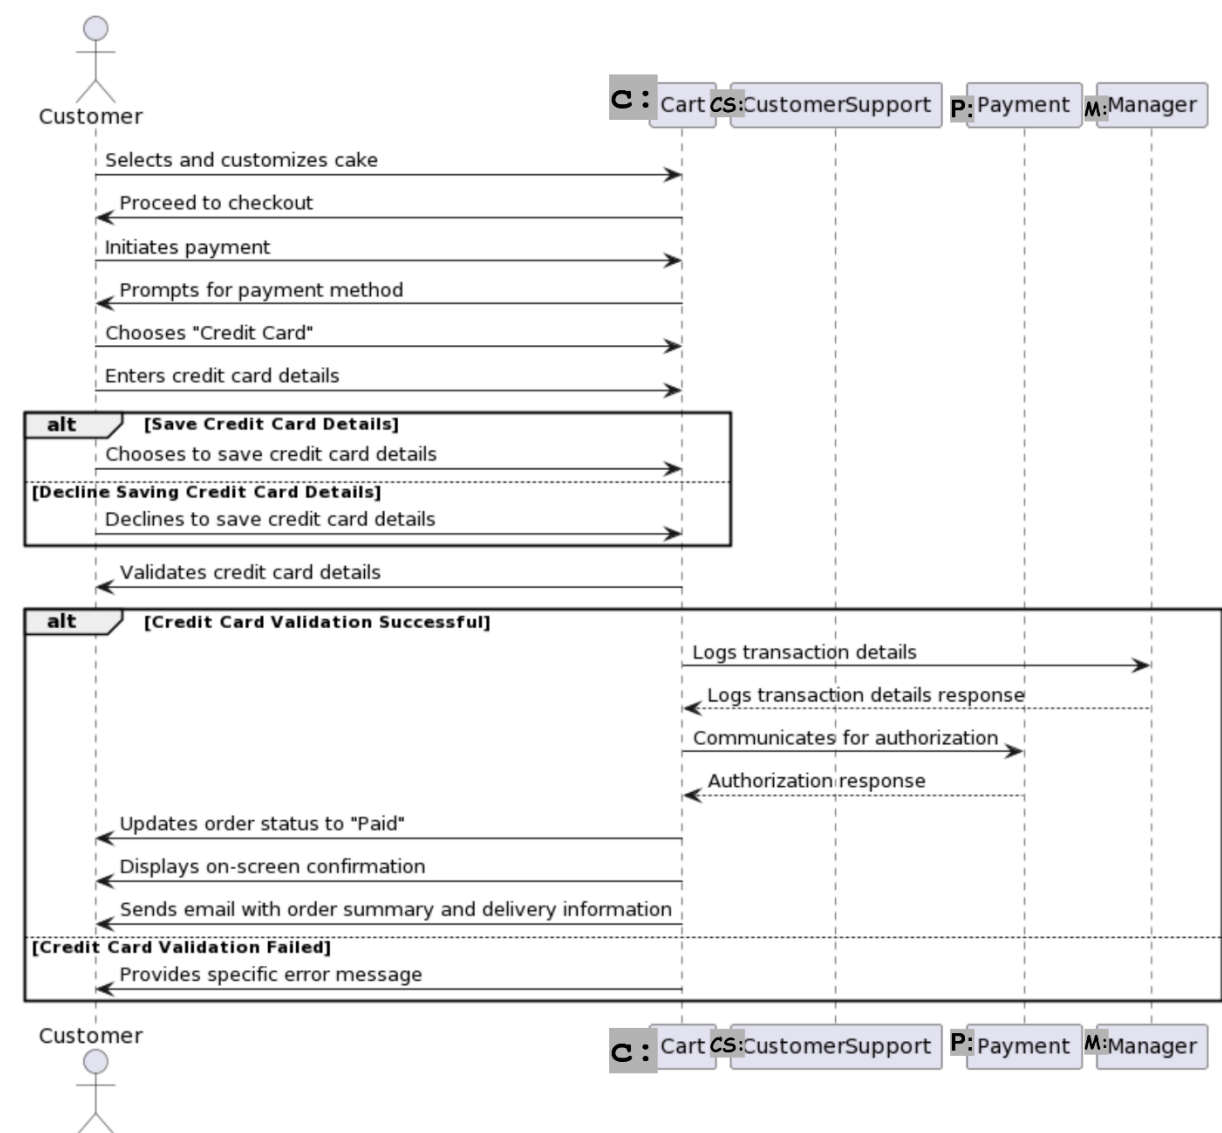 Customer
C: Cart
CS:CustomerSupport
P:Payment
M:Manager
Selects and customizes cake
Proceed to checkout
Initiates payment
Prompts for payment method
Chooses "Credit Card"
Enters credit card details
alt [Save Credit Card Details]
Chooses to save credit card details
[Decline Saving Credit Card Details]
Declines to save credit card details
Validates credit card details
alt [Credit Card Validation Successful]
Logs transaction details
Logs transaction details response
Communicates for authorization
Authorization response
Updates order status to "Paid"
Displays on-screen confirmation
Sends email with order summary and delivery information
[Credit Card Validation Failed]
Provides specific error message
Customer
C: Cart
CS:CustomerSupport
P:Payment
M:Manager